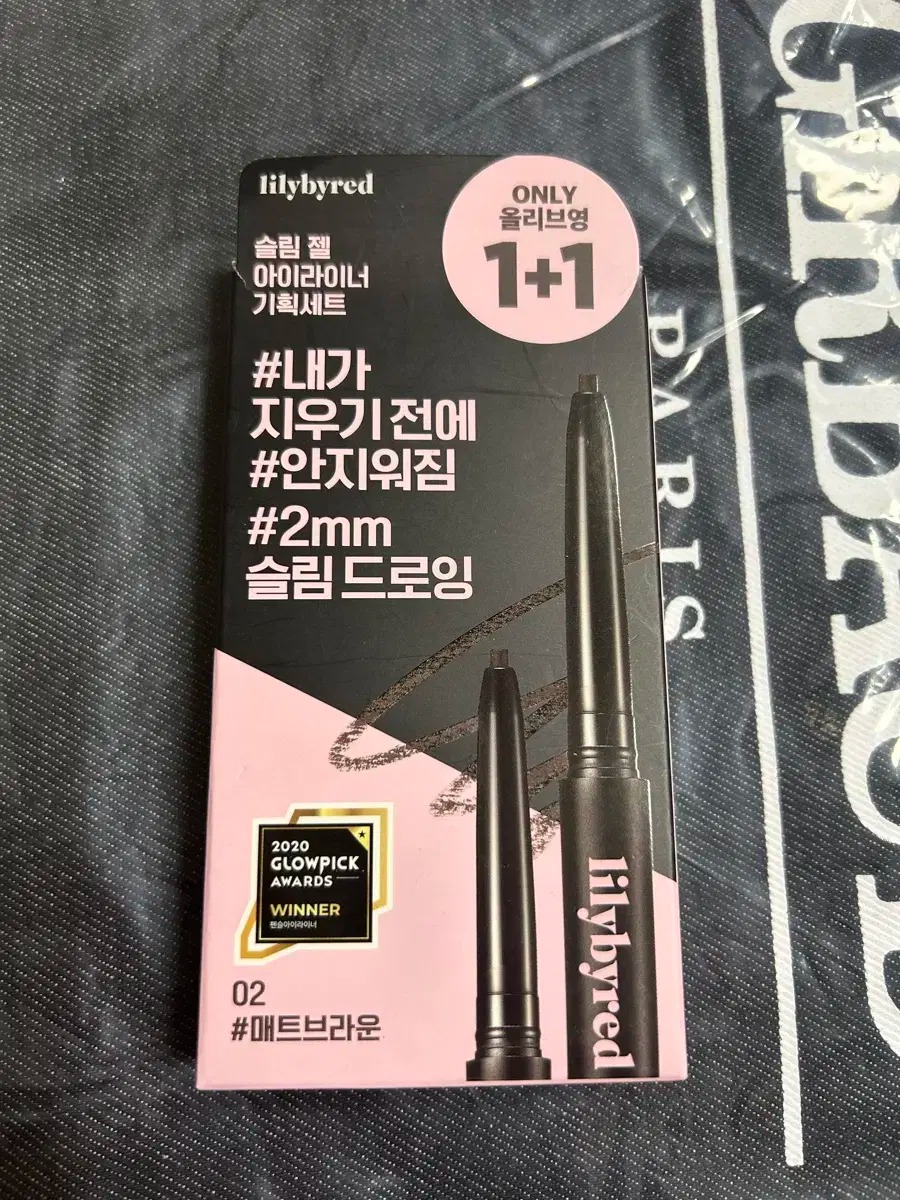 lilybyred
슬림 젤
아이라이너
기획세트
ONLY
올리브영
1+1
#내가
지우기 전에
#안지워짐
#2mm
슬림 드로잉
2020
GLOWPICK
AWARDS
WINNER
펜슬아이라이너
02
#매트브라운
lilybyred
PARIS